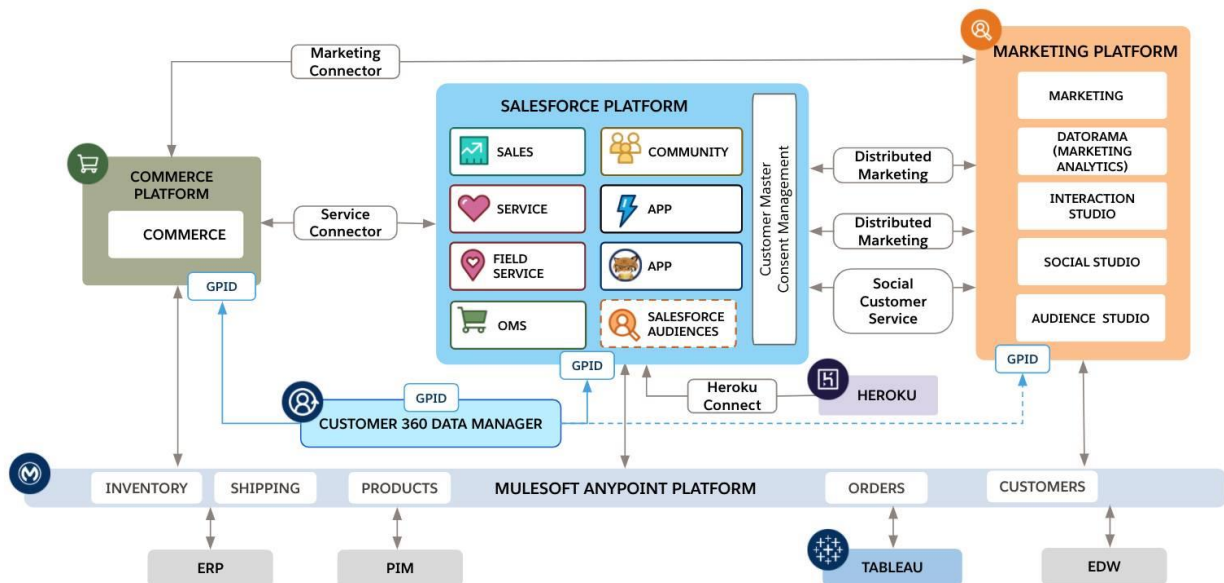 Marketing
Connector
MARKETING PLATFORM
MARKETING
DATORAMA
(MARKETING
ANALYTICS)
INTERACTION
STUDIO
SOCIAL STUDIO
AUDIENCE STUDIO
GPID
SALESFORCE PLATFORM
SALES
COMMUNITY
SERVICE
APP
FIELD
SERVICE
APP
OMS
SALESFORCE
AUDIENCES
Customer Master
Consent Management
GPID
Distributed
Marketing
Distributed
Marketing
Social
Customer
Service
COMMERCE
PLATFORM
COMMERCE
GPID
Service
Connector
Heroku
Connect
HEROKU
GPID
CUSTOMER 360 DATA MANAGER
INVENTORY
SHIPPING
PRODUCTS
MULESOFT ANYPOINT PLATFORM
ORDERS
CUSTOMERS
ERP
PIM
TABLEAU
EDW